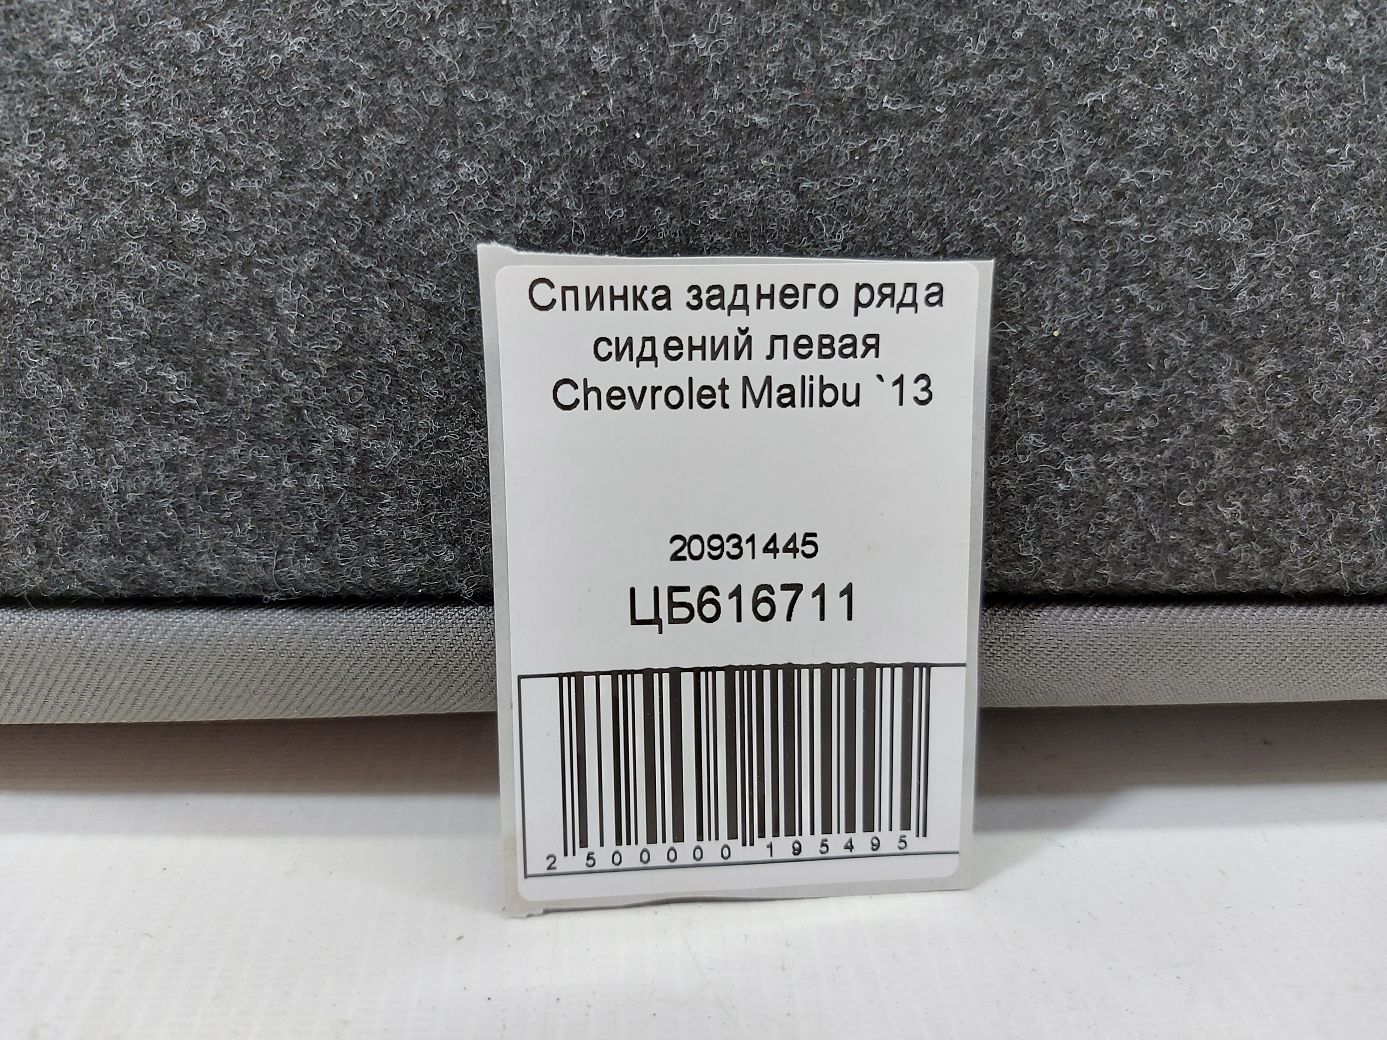 Спинка заднего ряда
сидений левая
Chevrolet Malibu `13
20931445
ЦБ616711
2 500000 195495